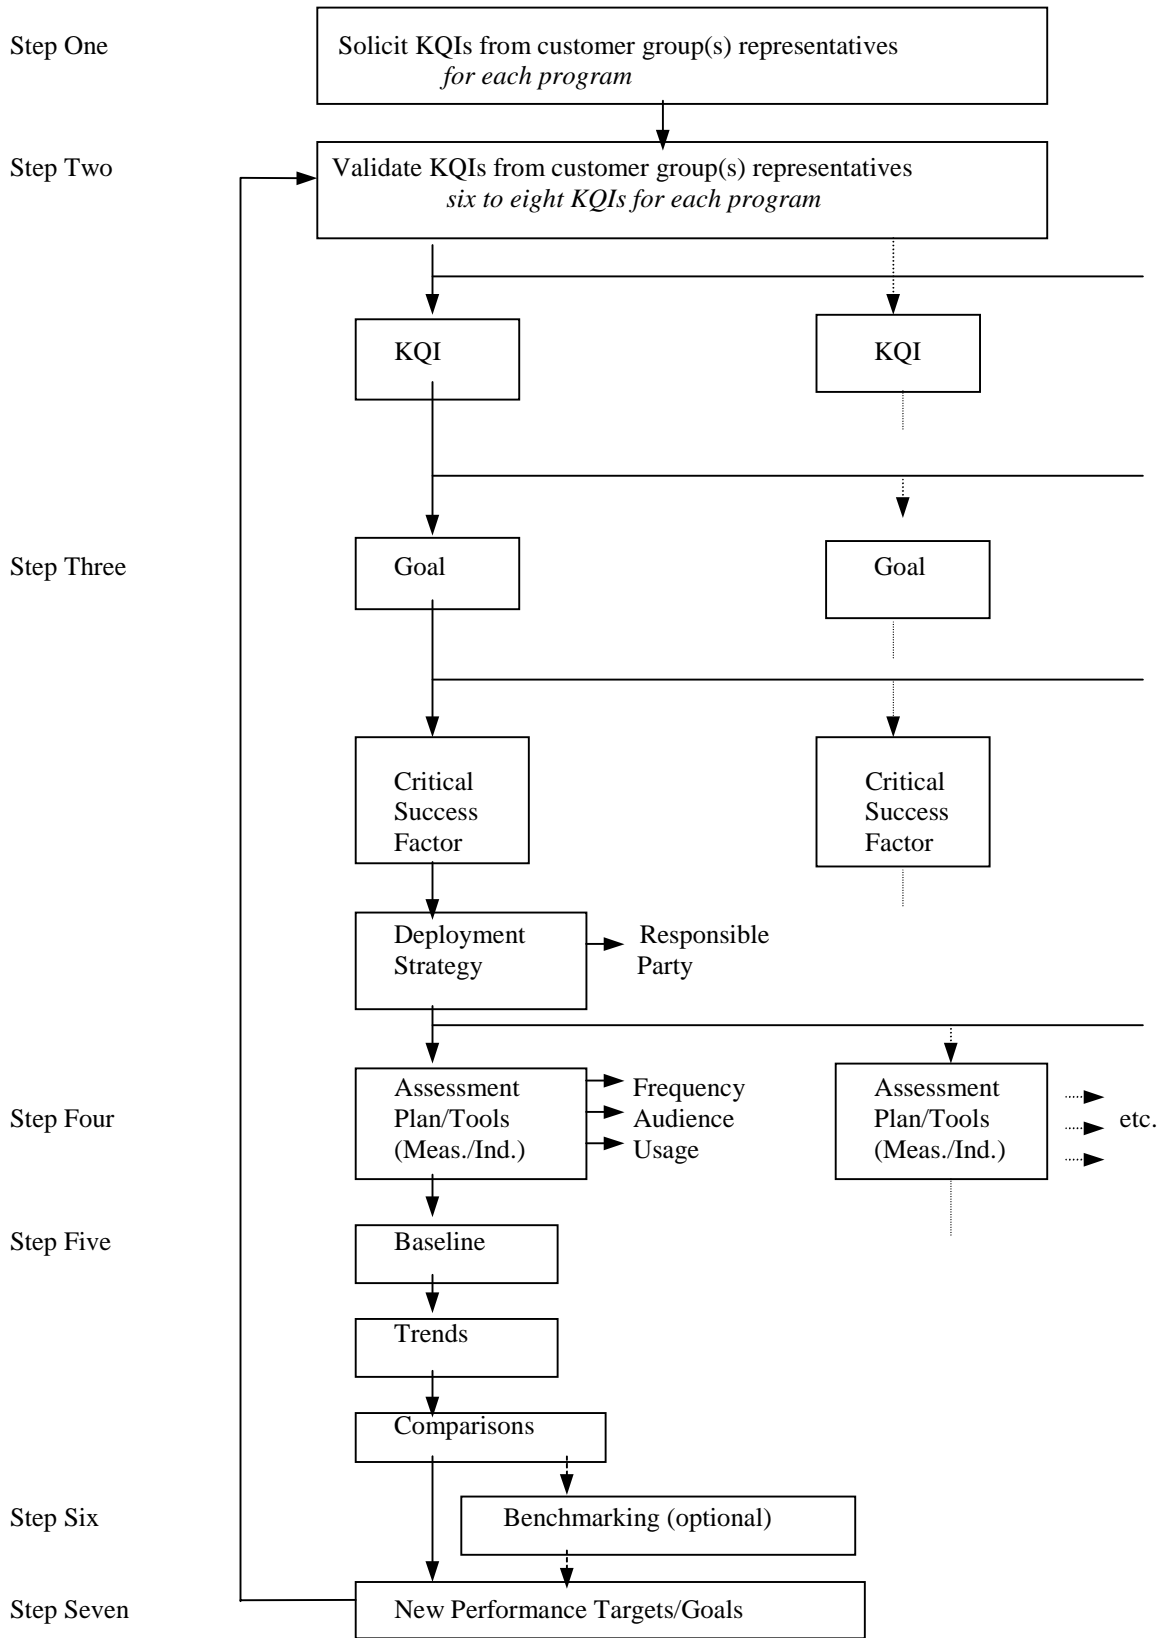 Step One
Solicit KQIs from customer group(s) representatives
for each program
Step Two
Validate KQIs from customer group(s) representatives
six to eight KQIs for each program
KQI
KQI
Step Three
Goal
Goal
Critical
Success
Factor
Critical
Success
Factor
Deployment
Strategy
Responsible
Party
Step Four
Assessment
Plan/Tools
(Meas./Ind.)
Frequency
Audience
Usage
Assessment
Plan/Tools
(Meas./Ind.)
etc.
Step Five
Baseline
Trends
Comparisons
Step Six
Benchmarking (optional)
Step Seven
New Performance Targets/Goals